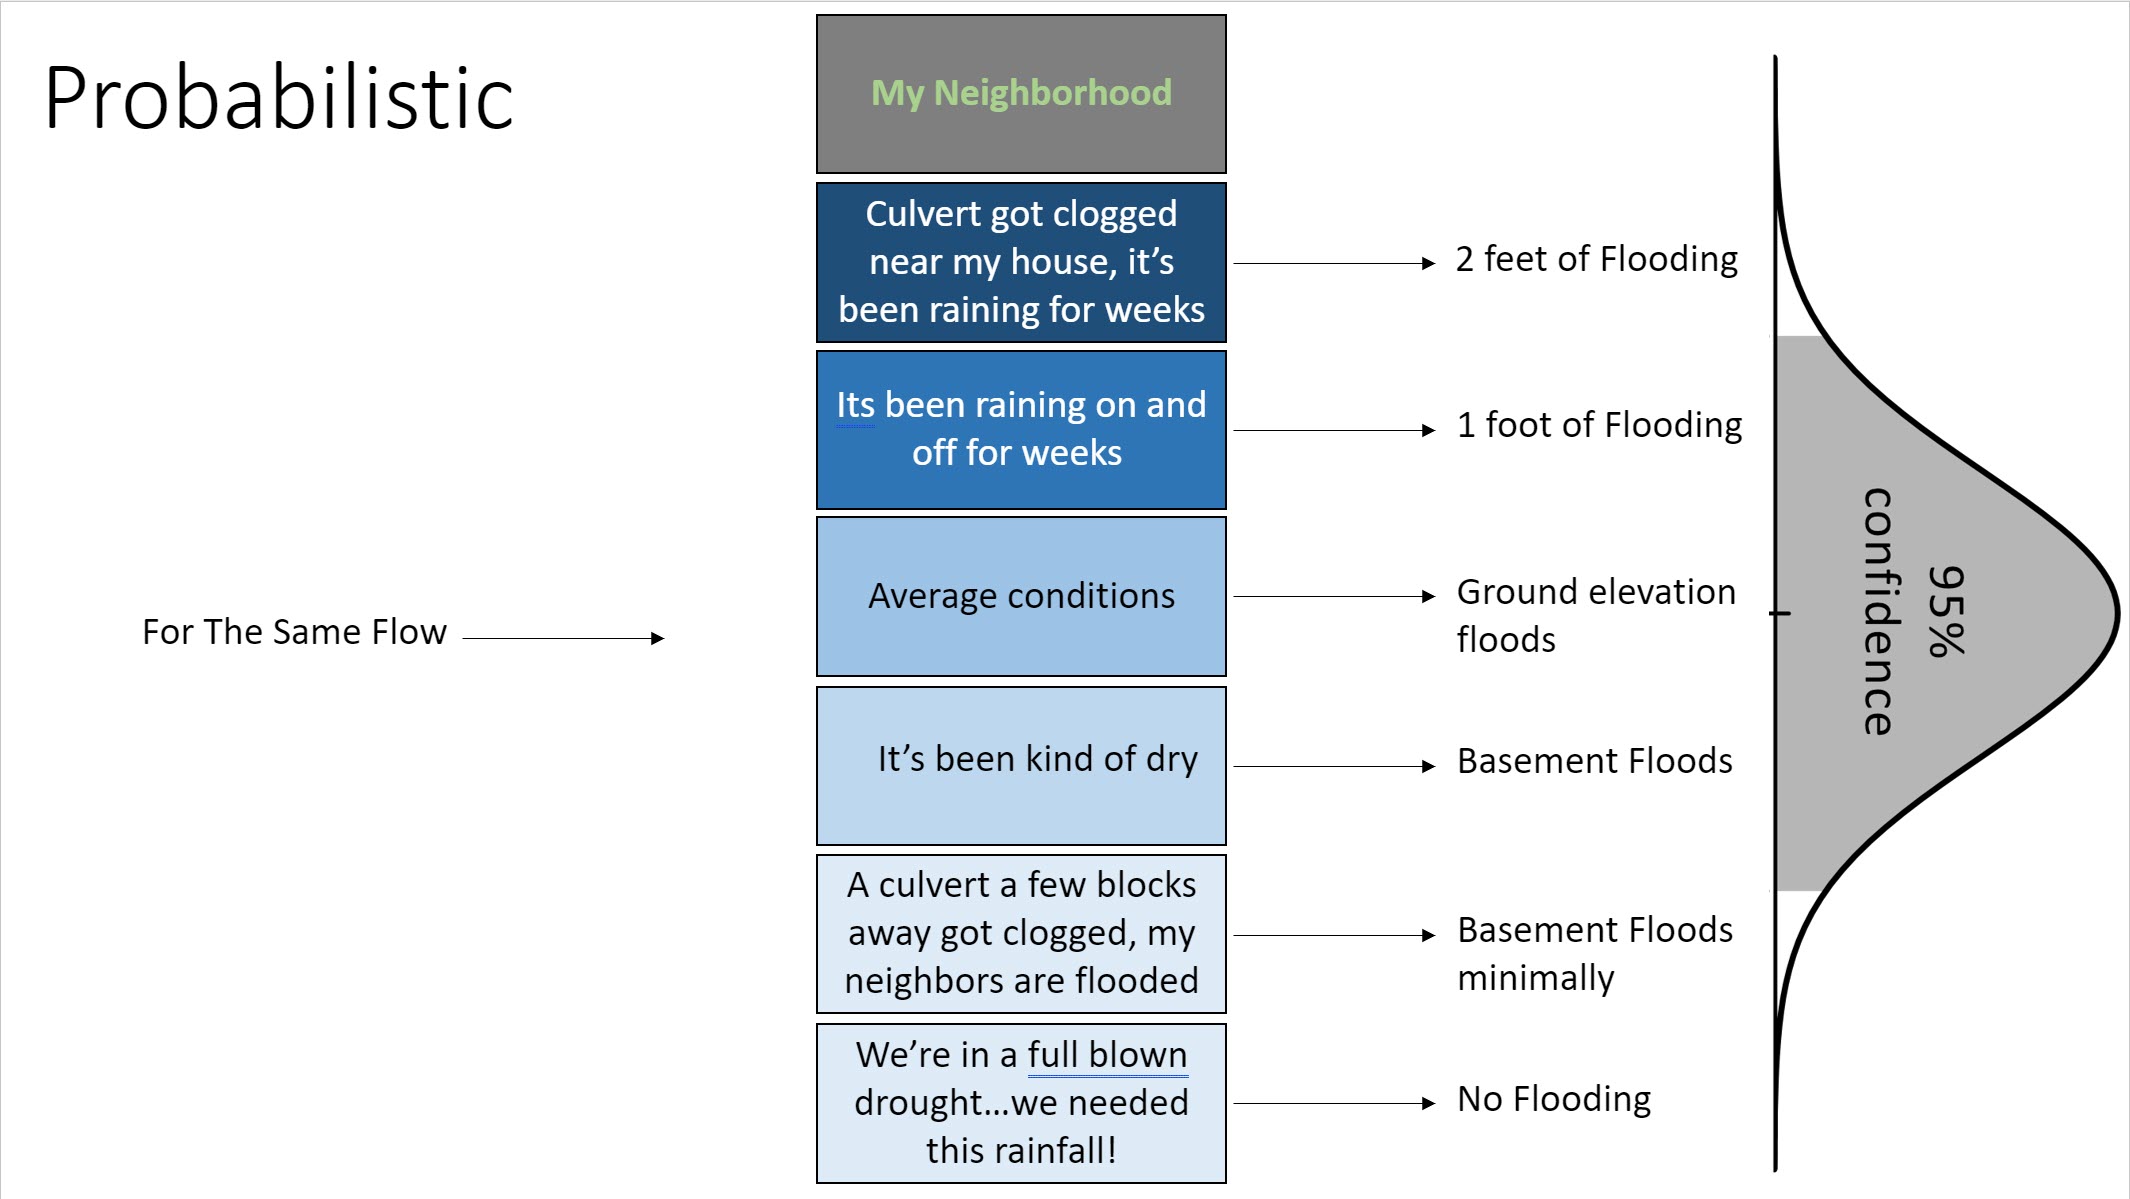 Probabilistic
My Neighborhood
Culvert got clogged
near my house, it’s
been raining for weeks
2 feet of Flooding
Its been raining on and
off for weeks
1 foot of Flooding
For The Same Flow
Average conditions
Ground elevation
floods
It’s been kind of dry
Basement Floods
A culvert a few blocks
away got clogged, my
neighbors are flooded
Basement Floods
minimally
We’re in a full blown
drought…we needed
this rainfall!
No Flooding
95%
confidence